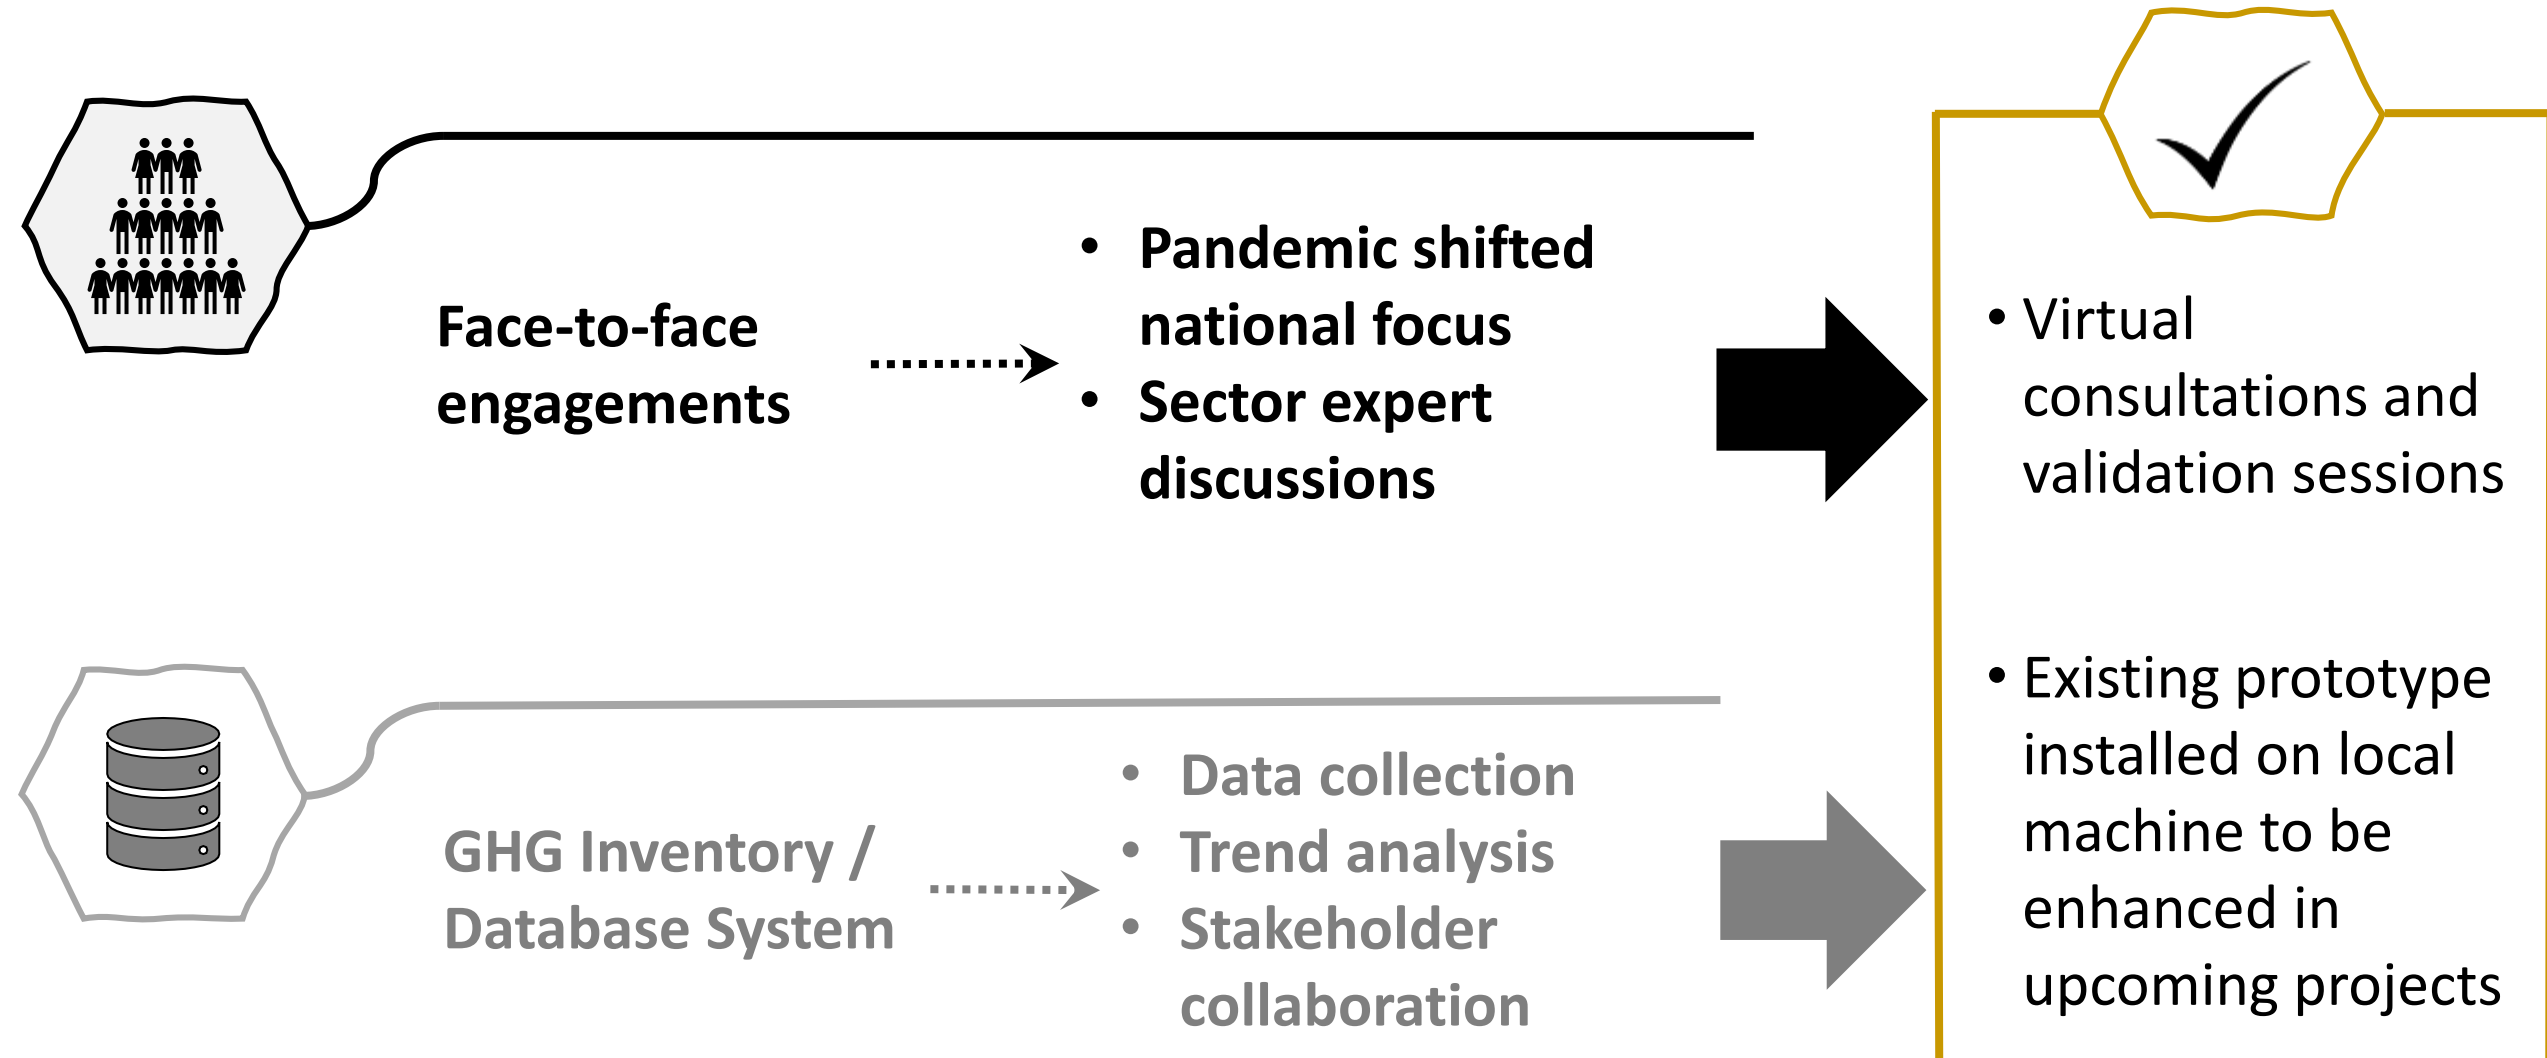 Face-to-face
engagements
• Pandemic shifted
national focus
• Sector expert
discussions
• Virtual
consultations and
validation sessions
GHG Inventory /
Database System
• Data collection
• Trend analysis
• Stakeholder
collaboration
• Existing prototype
installed on local
machine to be
enhanced in
upcoming projects